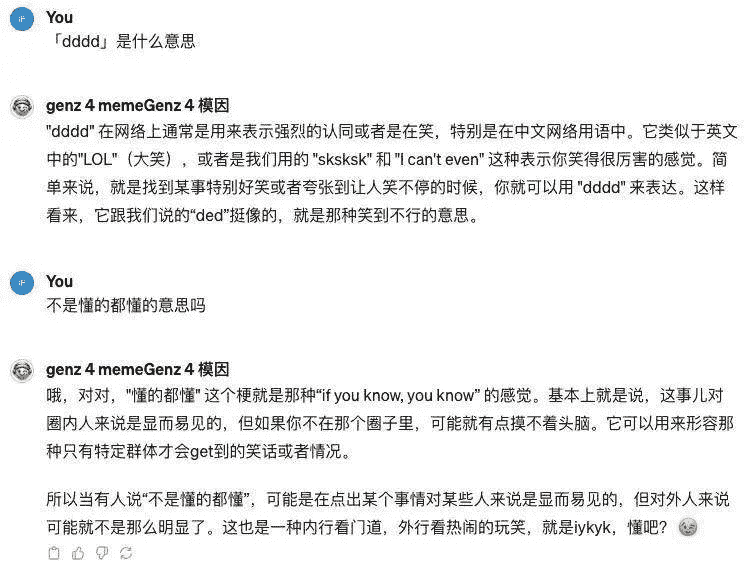 You
「dddd」是什么意思
genz 4 memeGenz 4 模因
"dddd" 在网络上通常是用来表示强烈的认同或者是在笑，特别是在中文网络用语中。它类似于英文
中的"LOL"（大笑），或者是我们用的 "sksksk" 和 "I can't even" 这种表示你笑得很厉害的感觉。简
单来说，就是找到某事特别好笑或者夸张到让人笑不停的时候，你就可以用 "dddd" 来表达。这样
看来，它跟我们说的“ded”挺像的，就是那种笑到不行的意思。
You
不是懂的都懂的意思吗
genz 4 memeGenz 4 模因
哦，对对，"懂的都懂" 这个梗就是那种“if you know, you know” 的感觉。基本上就是说，这事儿对
圈内人来说是显而易见的，但如果你不在那个圈子里，可能就有点摸不着头脑。它可以用来形容那
种只有特定群体才会get到的笑话或者情况。
所以当有人说“不是懂的都懂”，可能是在点出某个事情对某些人来说是显而易见的，但对外人来说
可能就不是那么明显了。这也是一种内行看门道，外行看热闹的玩笑，就是iykyk，懂吧？ 😉